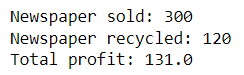 Newspaper sold: 300
Newspaper recycled: 120
Total profit: 131.0